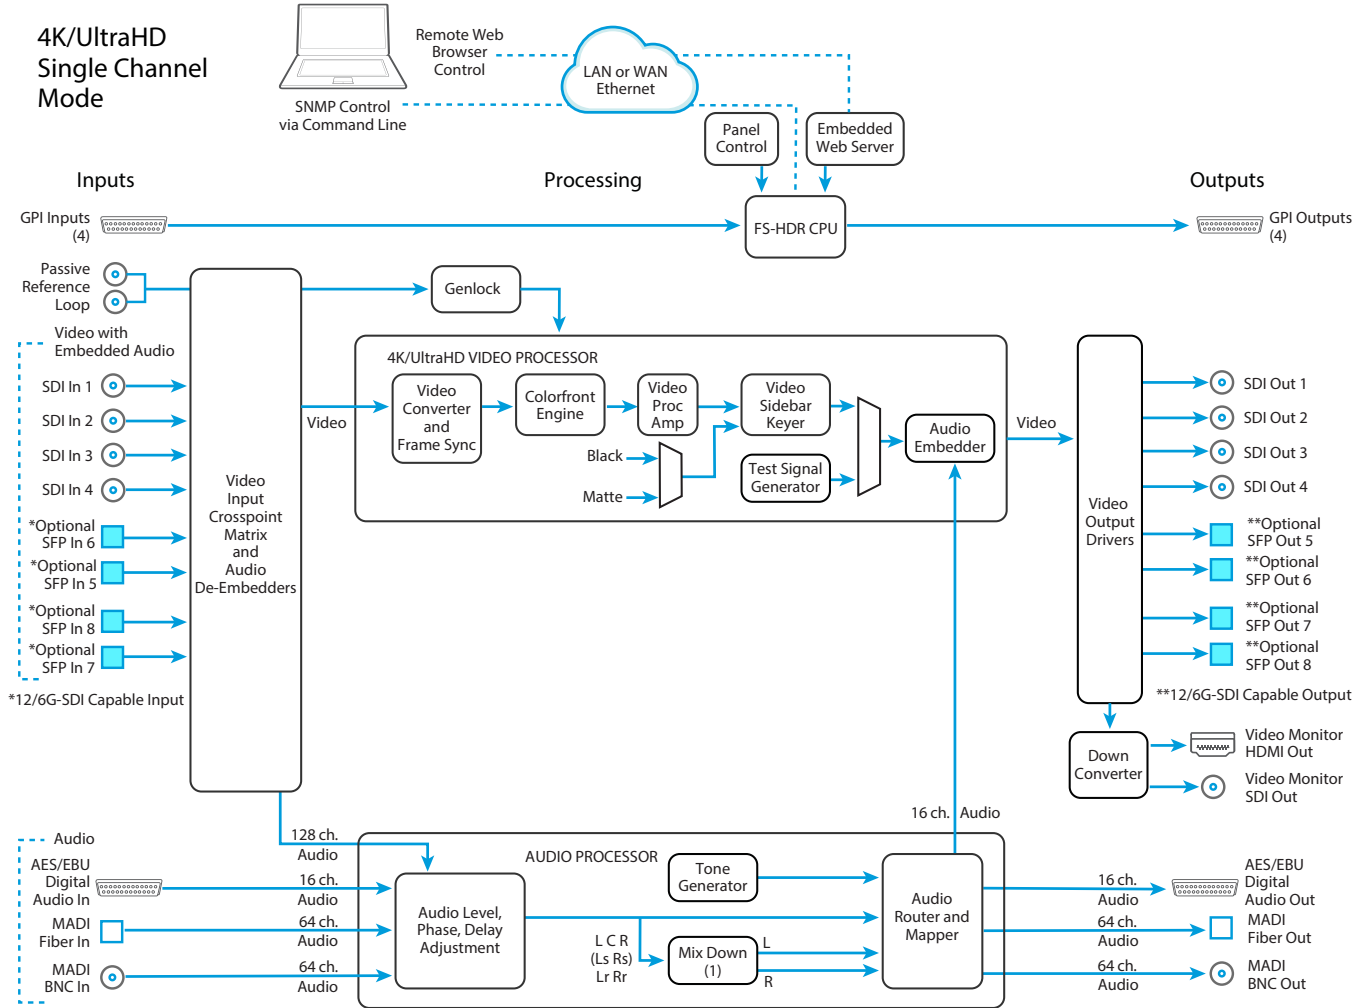 4K/UltraHD
Single Channel
Mode
Remote Web
Browser
Control
LAN or WAN
Ethernet
SNMP Control
via Command Line
Panel
Control
Embedded
Web Server
Inputs
Processing
Outputs
GPI Inputs
(4)
FS-HDR CPU
GPI Outputs
(4)
Passive
Reference
Loop
Genlock
Video with
Embedded Audio
SDI In 1
SDI In 2
SDI In 3
SDI In 4
*Optional
SFP In 6
*Optional
SFP In 5
*Optional
SFP In 8
*Optional
SFP In 7
*12/6G-SDI Capable Input
Video
Input
Crosspoint
Matrix
and
Audio
De-Embedders
Video
4K/UltraHD VIDEO PROCESSOR
Video
Converter
and
Frame Sync
Colorfront
Engine
Video
Proc
Amp
Video
Sidebar
Keyer
Black
Matte
Test Signal
Generator
Audio
Embedder
Video
Video
Output
Drivers
SDI Out 1
SDI Out 2
SDI Out 3
SDI Out 4
**Optional
SFP Out 5
**Optional
SFP Out 6
**Optional
SFP Out 7
**Optional
SFP Out 8
**12/6G-SDI Capable Output
Down
Converter
Video Monitor
HDMI Out
Video Monitor
SDI Out
16 ch. Audio
128 ch.
Audio
Audio
AES/EBU
Digital
Audio In
16 ch.
Audio
MADI
Fiber In
64 ch.
Audio
MADI
BNC In
64 ch.
Audio
AUDIO PROCESSOR
Audio Level,
Phase, Delay
Adjustment
Tone
Generator
L C R
(Ls Rs)
Lr Rr
Mix Down
(1)
L
R
Audio
Router and
Mapper
16 ch.
Audio
AES/EBU
Digital
Audio Out
64 ch.
Audio
MADI
Fiber Out
64 ch.
Audio
MADI
BNC Out